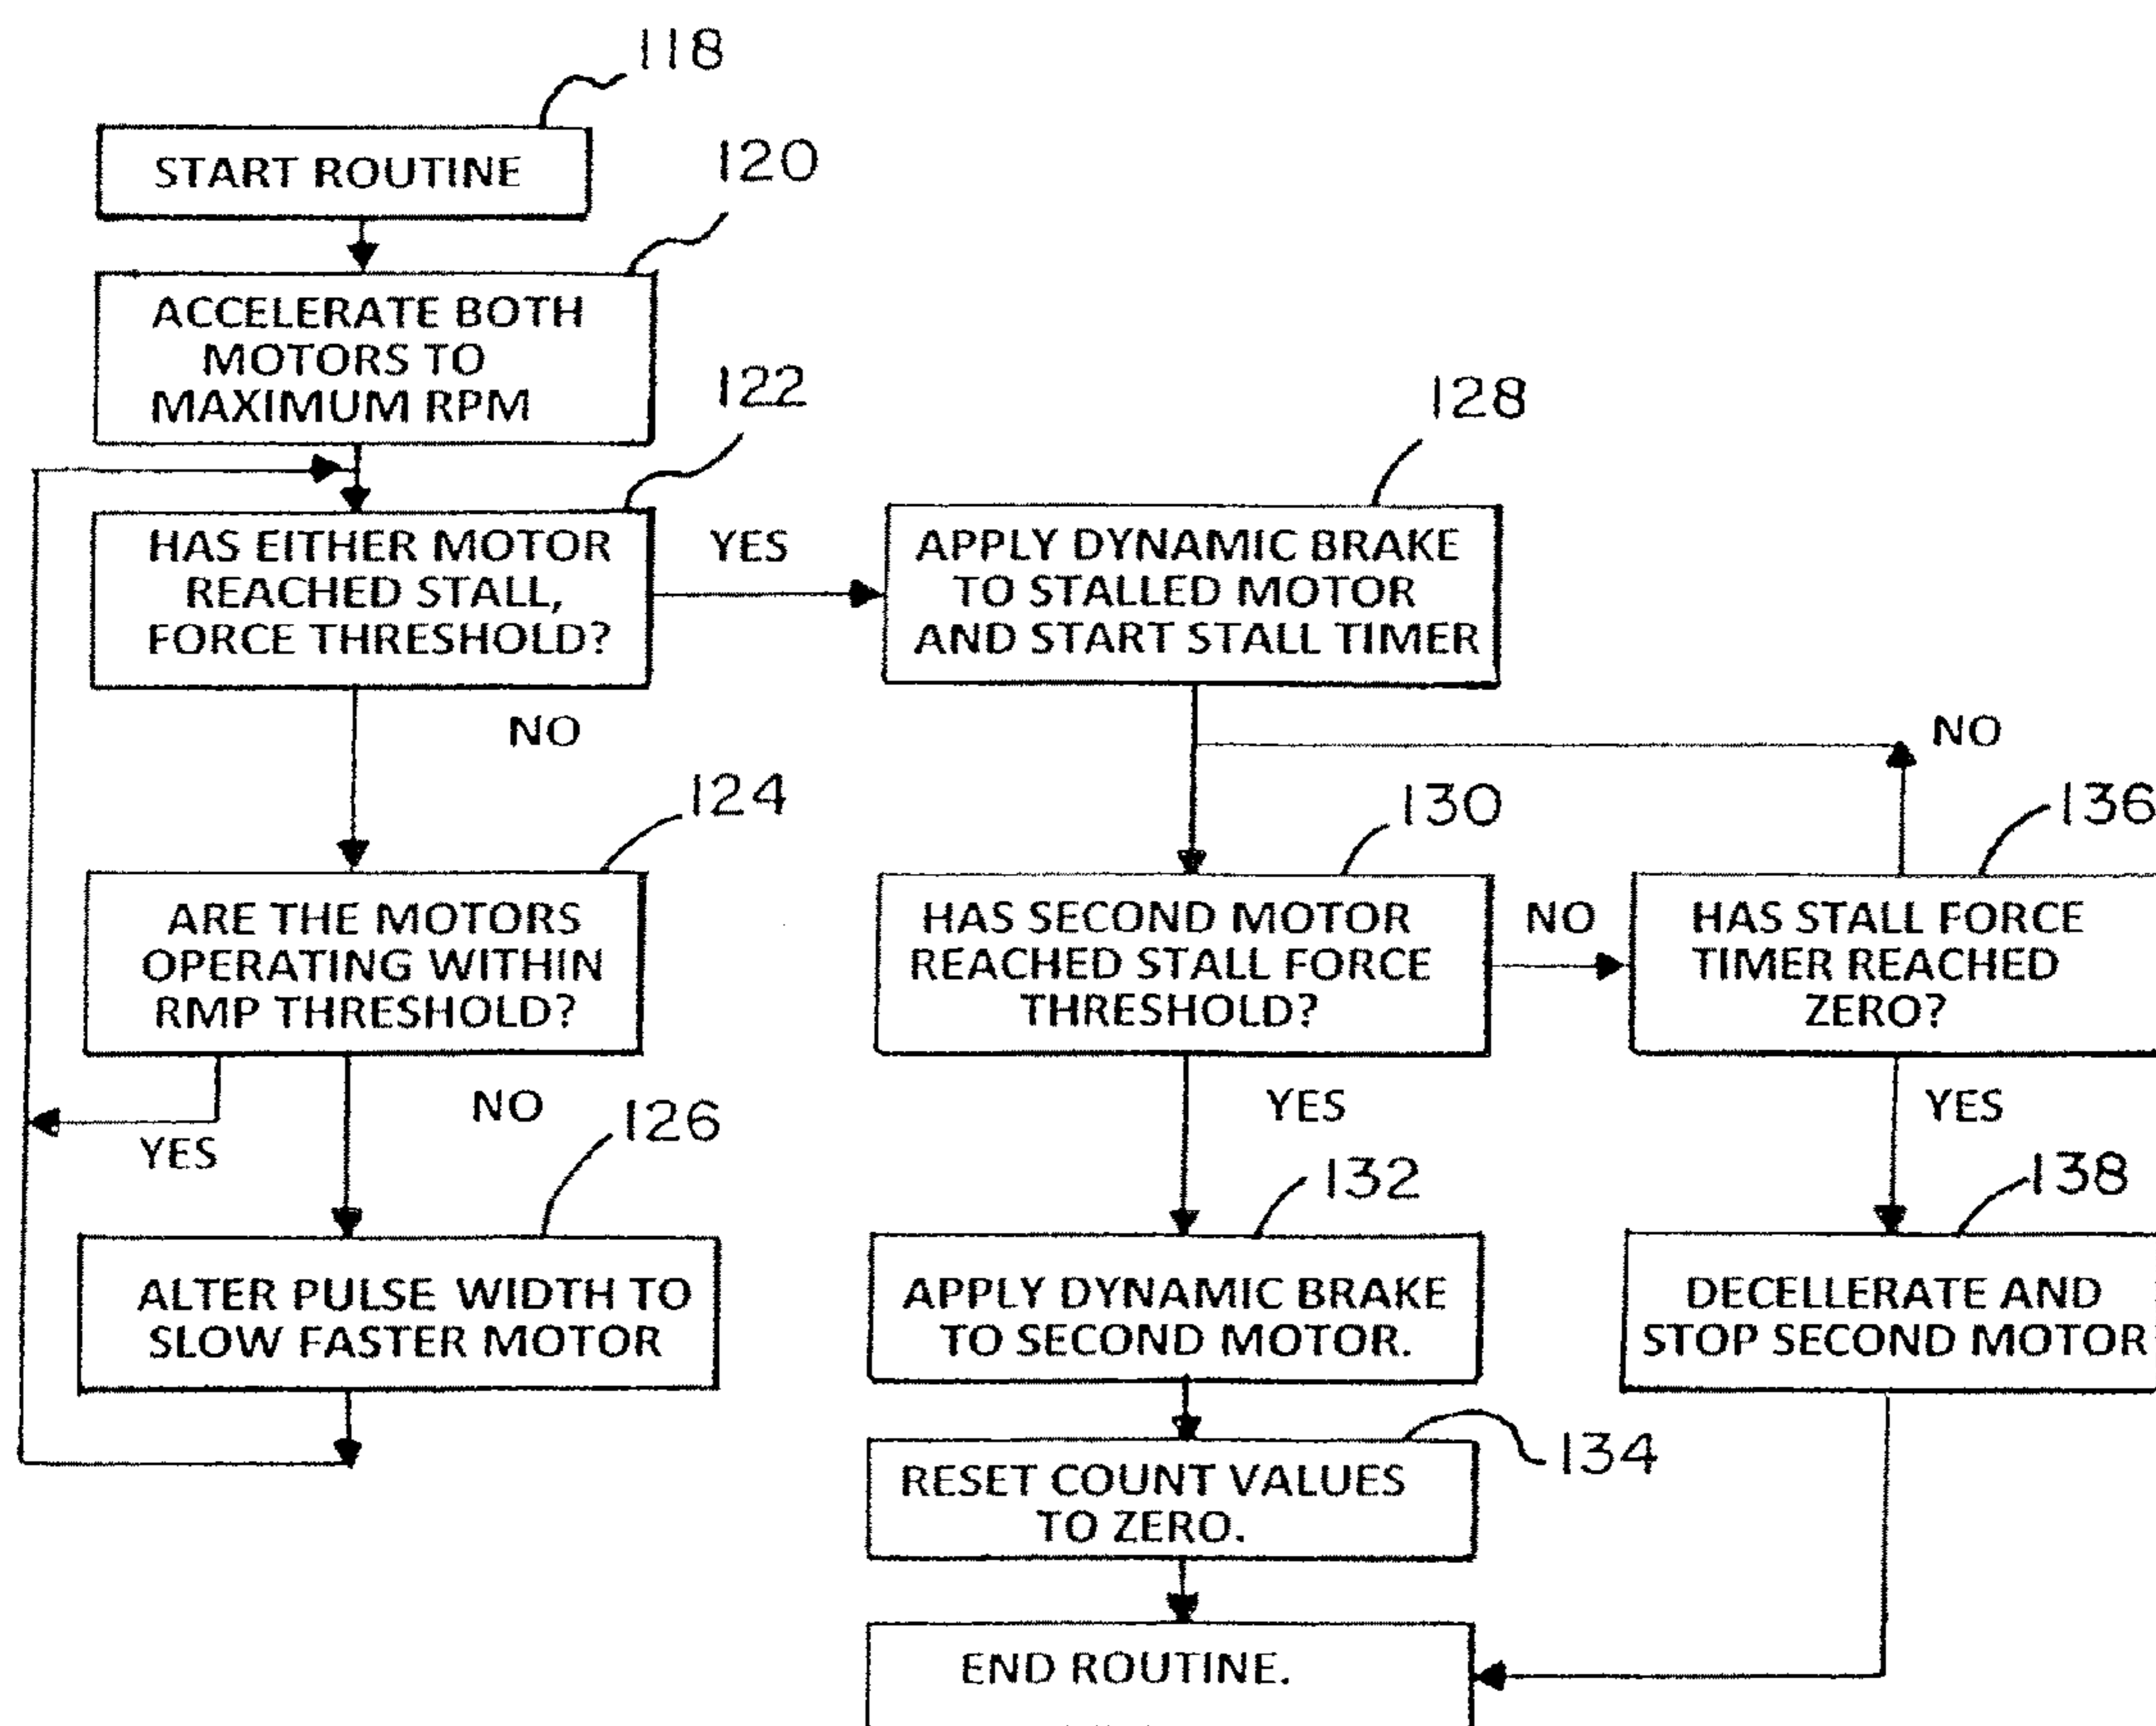 118
START ROUTINE
120
ACCELERATE BOTH
MOTORS TO
MAXIMUM RPM
122
HAS EITHER MOTOR
REACHED STALL,
FORCE THRESHOLD?
YES
NO
128
APPLY DYNAMIC BRAKE
TO STALLED MOTOR
AND START STALL TIMER
124
ARE THE MOTORS
OPERATING WITHIN
RMP THRESHOLD?
YES
NO
126
ALTER PULSE WIDTH TO
SLOW FASTER MOTOR
130
HAS SECOND MOTOR
REACHED STALL FORCE
THRESHOLD?
NO
YES
136
HAS STALL FORCE
TIMER REACHED
ZERO?
NO
YES
132
APPLY DYNAMIC BRAKE
TO SECOND MOTOR.
138
DECELLERATE AND
STOP SECOND MOTOR
134
RESET COUNT VALUES
TO ZERO.
END ROUTINE.